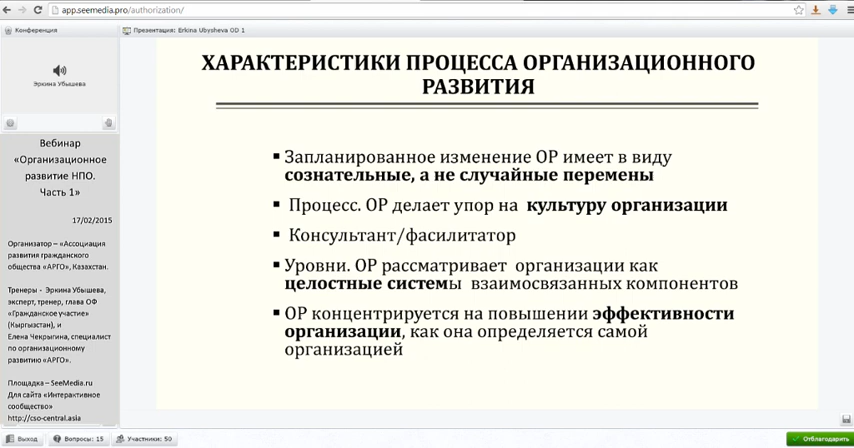 app.seemedia.pro/authorization/
Конференция
Презентация: Erkina Ubysheva OD 1
Эркина Убышева
Вебинар
«Организационное
развитие НПО.
Часть 1»
17/02/2015
Организатор – «Ассоциация
развития гражданского
общества «АРГО», Казахстан.
Тренеры - Эркина Убышева,
эксперт, тренер, глава ОФ
«Гражданское участие»
(Кыргызстан), и
Елена Чекрыгина, специалист
по организационному
развитию «АРГО».
Площадка – SeeMedia.ru
Для сайта «Интерактивное
сообщество»
http://cso-central.asia
ХАРАКТЕРИСТИКИ ПРОЦЕССА ОРГАНИЗАЦИОННОГО
РАЗВИТИЯ
▪ Запланированное изменение ОР имеет в виду
сознательные, а не случайные перемены
▪ Процесс. ОР делает упор на культуру организации
▪ Консультант/фасилитатор
▪ Уровни. ОР рассматривает организации как
целостные системы взаимосвязанных компонентов
▪ ОР концентрируется на повышении эффективности
организации, как она определяется самой
организацией
Выход
Вопросы: 15
Участники: 50
Отблагодарить